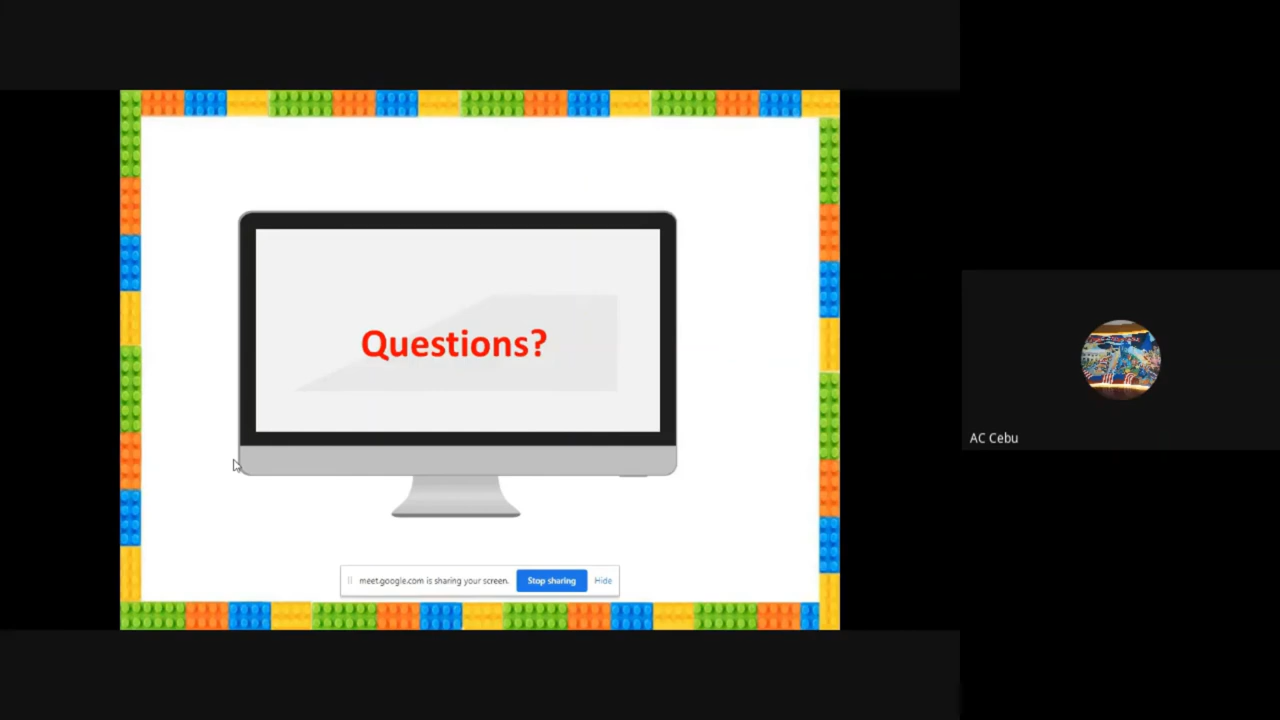 Questions?
meet.google.com is sharing your screen.
Stop sharing
Hide
AC Cebu